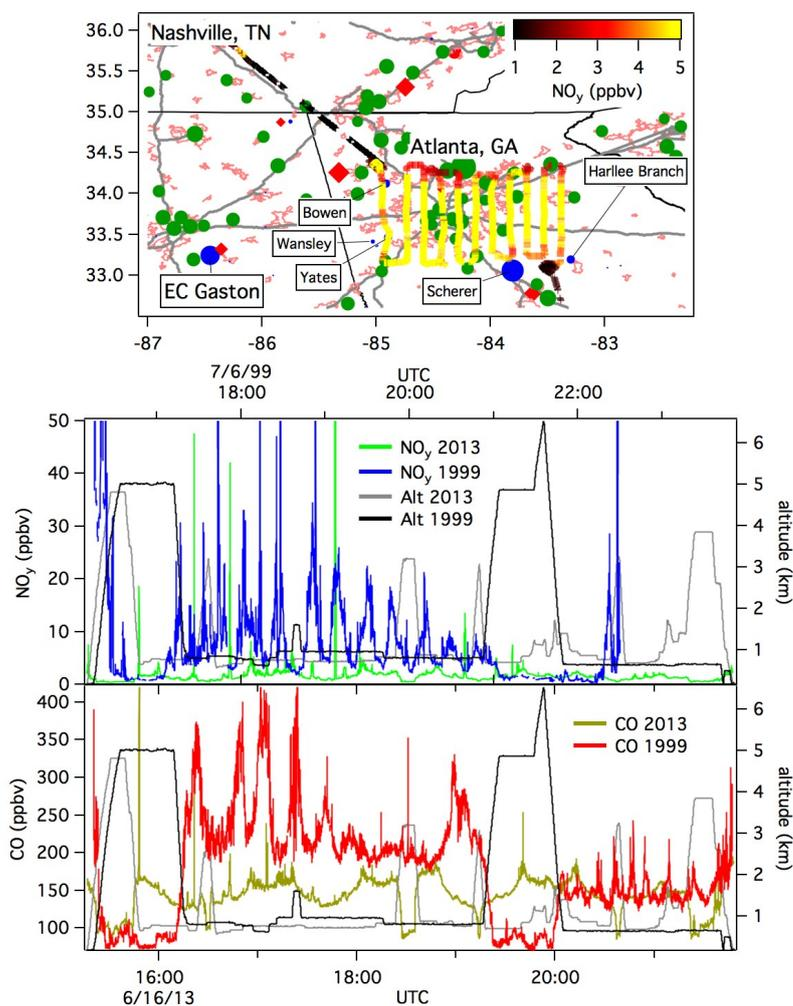 36.0
35.5
35.0
34.5
34.0
33.5
33.0
Nashville, TN
1 2 3 4 5
NOy (ppbv)
Atlanta, GA
Harllee Branch
Bowen
Wansley
Yates
EC Gaston
Scherer
-87 -86 -85 -84 -83
7/6/99
UTC
18:00 20:00 22:00
50
40
30
20
10
0
NOy (ppbv)
NOy 2013
NOy 1999
Alt 2013
Alt 1999
6
5
4
3
2
1
altitude (km)
400
350
300
250
200
150
100
CO (ppbv)
CO 2013
CO 1999
6
5
4
3
2
1
altitude (km)
16:00 18:00 20:00
6/16/13
UTC